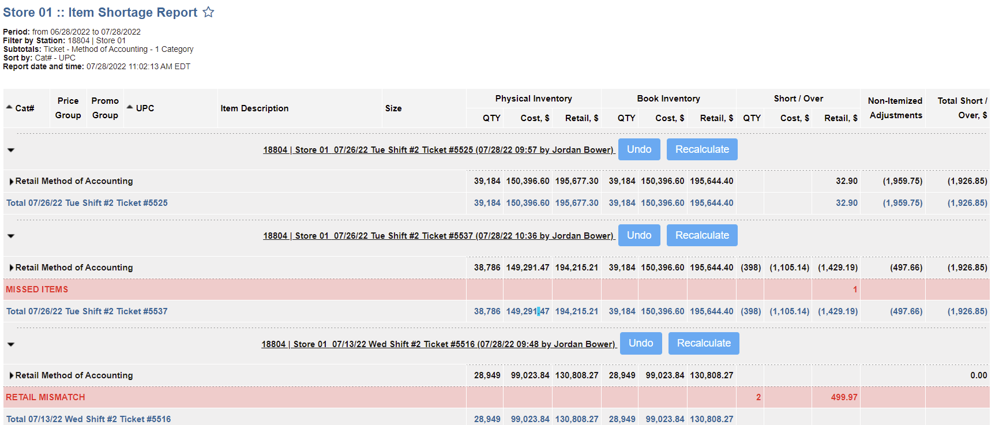 Store 01 :: Item Shortage Report
Period: from 06/28/2022 to 07/28/2022
Filter by Station: 18804 | Store 01
Subtotals: Ticket - Method of Accounting - 1 Category
Sort by: Cat# - UPC
Report date and time: 07/28/2022 11:02:13 AM EDT
Cat# Price Group Promo Group UPC Item Description Size Physical Inventory Book Inventory Short / Over Non-Itemized Adjustments Total Short / Over, $
QTY Cost, $ Retail, $ QTY Cost, $ Retail, $ QTY Cost, $ Retail, $
18804 | Store 01 07/26/22 Tue Shift #2 Ticket #5525 (07/28/22 09:57 by Jordan Bower) Undo Recalculate
Retail Method of Accounting 39,184 150,396.60 195,677.30 39,184 150,396.60 195,644.40 32.90 (1,959.75) (1,926.85)
Total 07/26/22 Tue Shift #2 Ticket #5525 39,184 150,396.60 195,677.30 39,184 150,396.60 195,644.40 32.90 (1,959.75) (1,926.85)
18804 | Store 01 07/26/22 Tue Shift #2 Ticket #5537 (07/28/22 10:36 by Jordan Bower) Undo Recalculate
Retail Method of Accounting 38,786 149,291.47 194,215.21 39,184 150,396.60 195,644.40 (398) (1,105.14) (1,429.19) (497.66) (1,926.85)
MISSED ITEMS 1
Total 07/26/22 Tue Shift #2 Ticket #5537 38,786 149,291.47 194,215.21 39,184 150,396.60 195,644.40 (398) (1,105.14) (1,429.19) (497.66) (1,926.85)
18804 | Store 01 07/13/22 Wed Shift #2 Ticket #5516 (07/28/22 09:48 by Jordan Bower) Undo Recalculate
Retail Method of Accounting 28,949 99,023.84 130,808.27 28,949 99,023.84 130,808.27 0.00
RETAIL MISMATCH 2 499.97
Total 07/13/22 Wed Shift #2 Ticket #5516 28,949 99,023.84 130,808.27 28,949 99,023.84 130,808.27